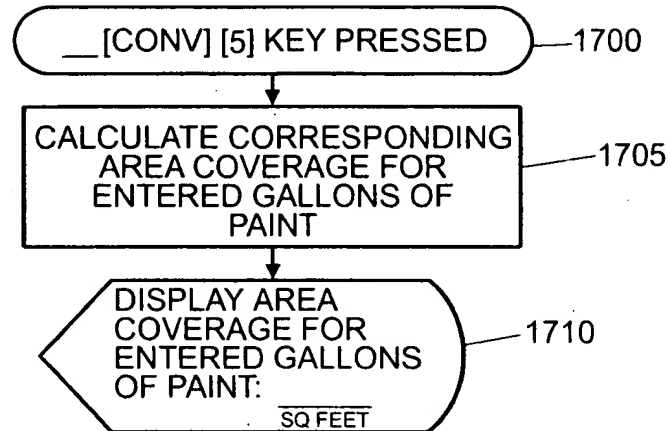 __[CONV] [5] KEY PRESSED
1700
CALCULATE CORRESPONDING
AREA COVERAGE FOR
ENTERED GALLONS OF
PAINT
1705
DISPLAY AREA
COVERAGE FOR
ENTERED GALLONS
OF PAINT:
SQ FEET
1710